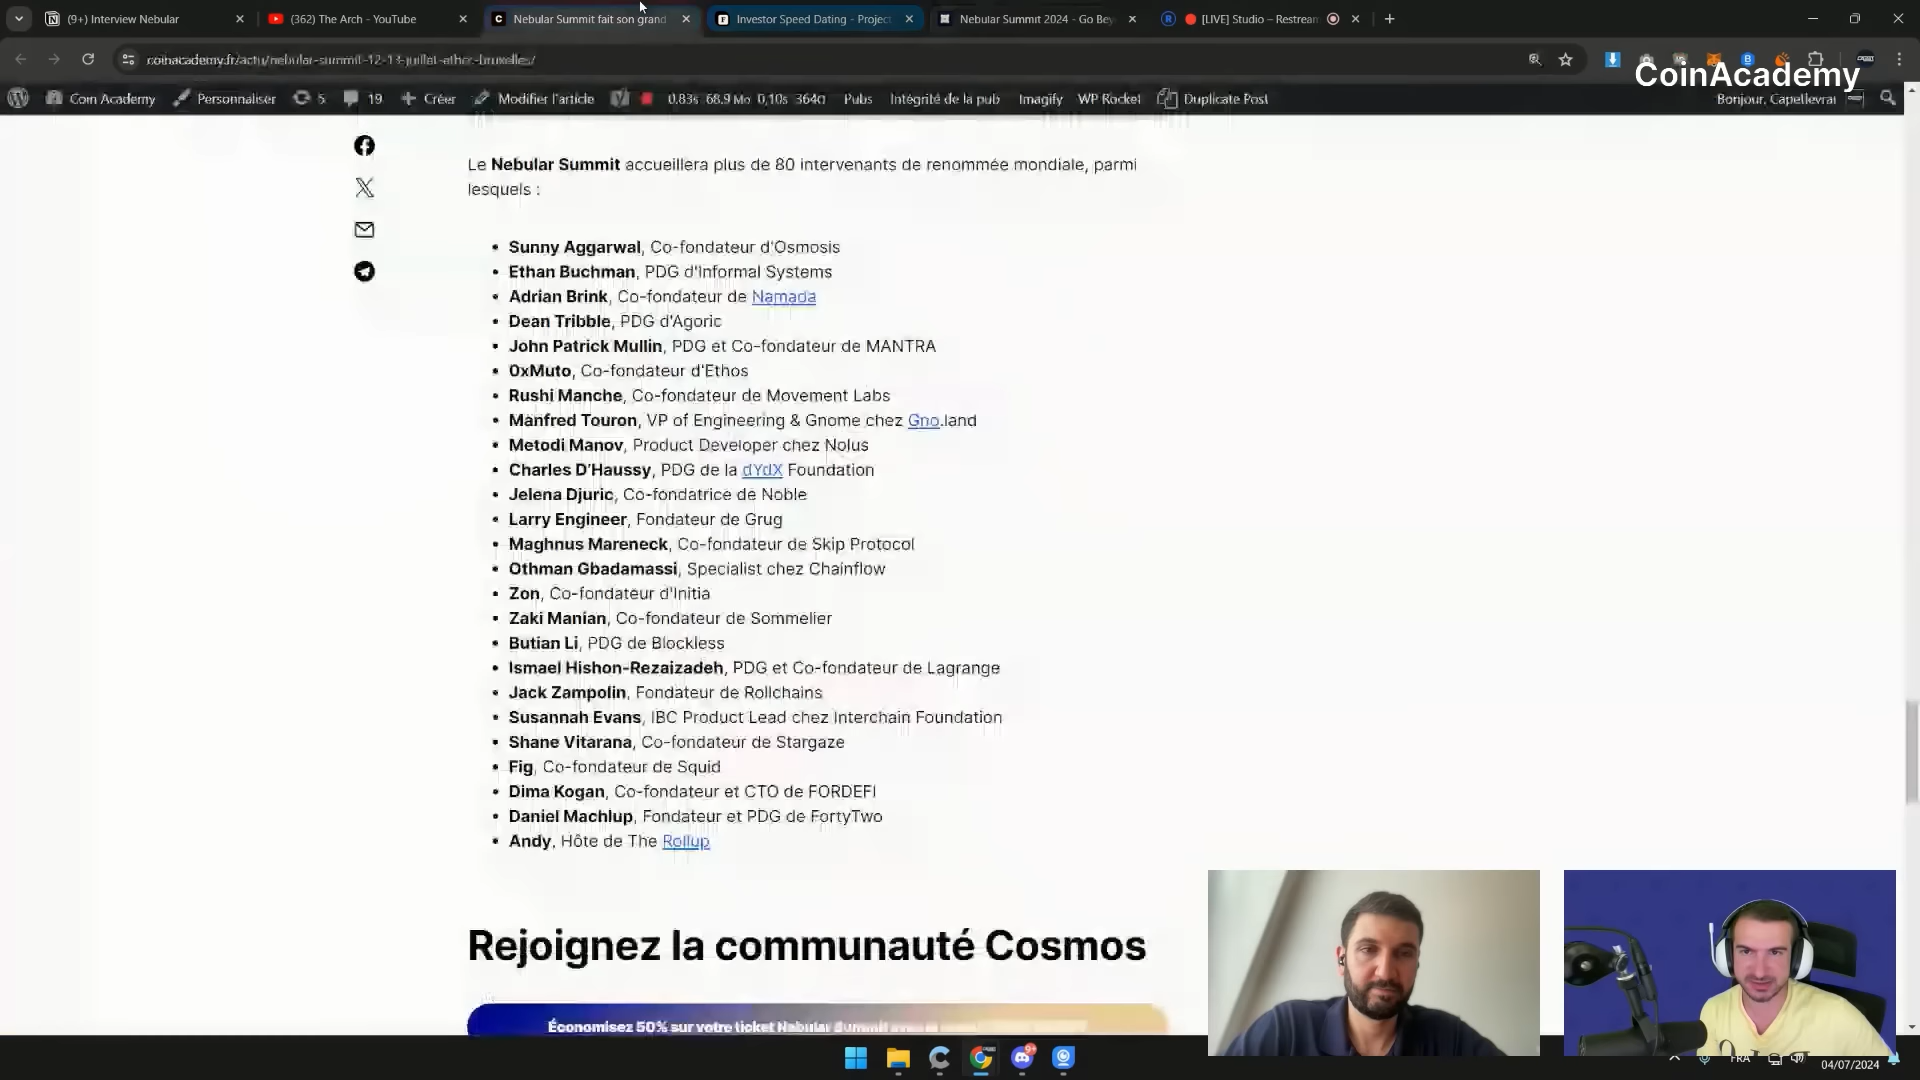 (9+) Interview Nebular
(362) The Arch - YouTube
Nebular Summit fait son grand
Investor Speed Dating - Project
Nebular Summit 2024 - Go Bey
[LIVE] Studio – Restream
coinacademy.fr/actu/nebular-summit-12-13-juillet-ether-bruxelles/
CoinAcademy
Coin Academy
Personnaliser
5
19
Créer
Modifier l'article
0,83s 68,9 Mo 0,10s 364Q
Pubs
Intégrité de la pub
Imagify
WP Rocket
Duplicate Post
Bonjour, Capellevrai
Le Nebular Summit accueillera plus de 80 intervenants de renommée mondiale, parmi
lesquels :
• Sunny Aggarwal, Co-fondateur d'Osmosis
• Ethan Buchman, PDG d'Informal Systems
• Adrian Brink, Co-fondateur de Namada
• Dean Tribble, PDG d'Agoric
• John Patrick Mullin, PDG et Co-fondateur de MANTRA
• 0xMuto, Co-fondateur d'Ethos
• Rushi Manche, Co-fondateur de Movement Labs
• Manfred Touron, VP of Engineering & Gnome chez Gno.land
• Metodi Manov, Product Developer chez Nolus
• Charles D'Haussy, PDG de la dYdX Foundation
• Jelena Djuric, Co-fondatrice de Noble
• Larry Engineer, Fondateur de Grug
• Maghnus Mareneck, Co-fondateur de Skip Protocol
• Othman Gbadamassi, Specialist chez Chainflow
• Zon, Co-fondateur d'Initia
• Zaki Manian, Co-fondateur de Sommelier
• Butian Li, PDG de Blockless
• Ismael Hishon-Rezaizadeh, PDG et Co-fondateur de Lagrange
• Jack Zampolin, Fondateur de Rollchains
• Susannah Evans, IBC Product Lead chez Interchain Foundation
• Shane Vitarana, Co-fondateur de Stargaze
• Fig, Co-fondateur de Squid
• Dima Kogan, Co-fondateur et CTO de FORDEFI
• Daniel Machlup, Fondateur et PDG de FortyTwo
• Andy, Hôte de The Rollup
Rejoignez la communauté Cosmos
Économisez 50% sur votre ticket Nebular Summit
9+
FRA
04/07/2024